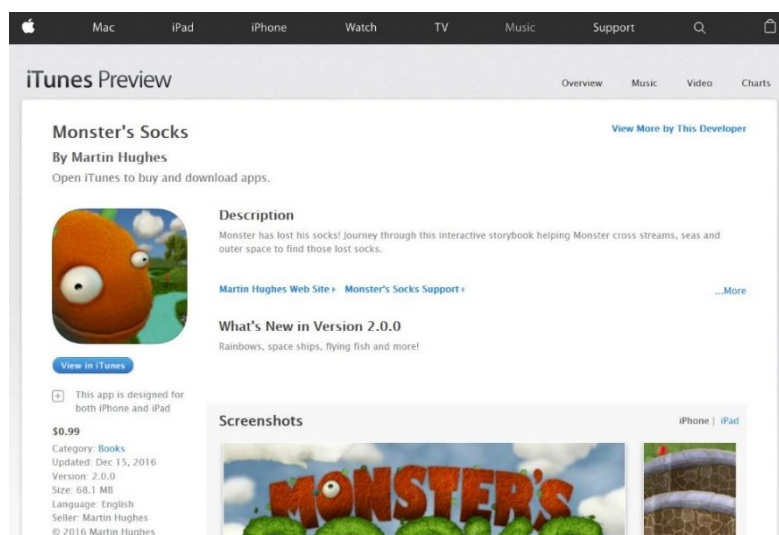 Mac iPad iPhone Watch TV Music Support
iTunes Preview
Overview Music Video Charts
Monster's Socks
View More by This Developer
By Martin Hughes
Open iTunes to buy and download apps.
Description
Monster has lost his socks! Journey through this interactive storybook helping Monster cross streams, seas and
outer space to find those lost socks.
Martin Hughes Web Site Monster's Socks Support
...More
What's New in Version 2.0.0
Rainbows, space ships, flying fish and more!
View in iTunes
This app is designed for
both iPhone and iPad
$0.99
Category: Books
Updated: Dec 15, 2016
Version: 2.0.0
Size: 68.1 MB
Language: English
Seller: Martin Hughes
© 2016 Martin Hughes
Screenshots
iPhone | iPad
MONSTER'S
SOCKS